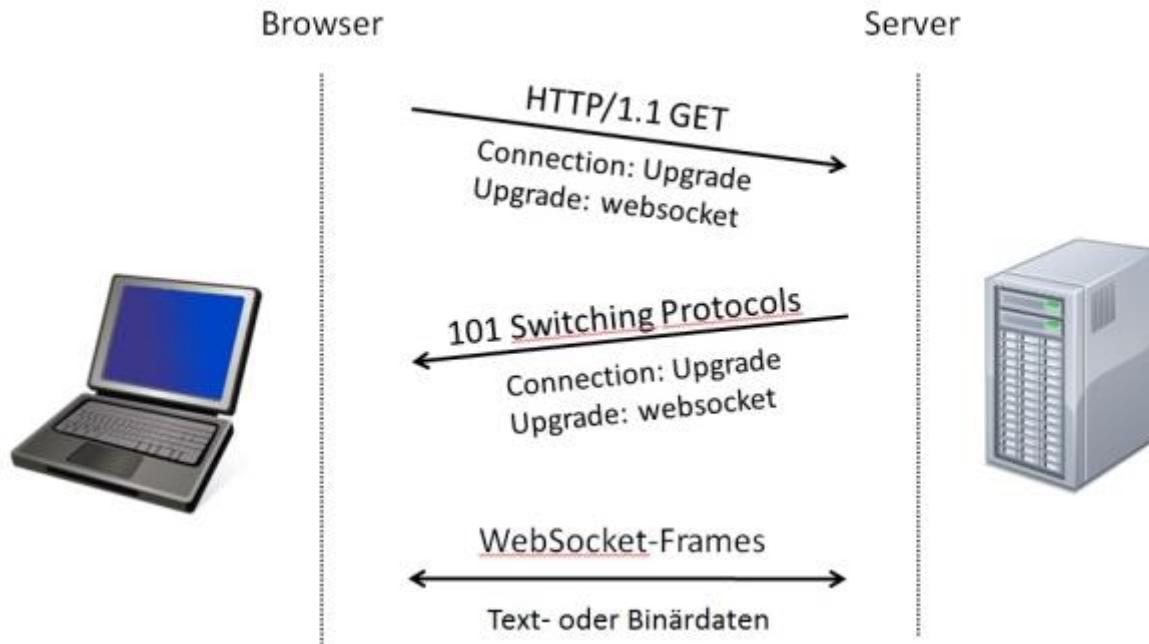 Browser
Server
HTTP/1.1 GET
Connection: Upgrade
Upgrade: websocket
101 Switching Protocols
Connection: Upgrade
Upgrade: websocket
WebSocket-Frames
Text- oder Binärdaten